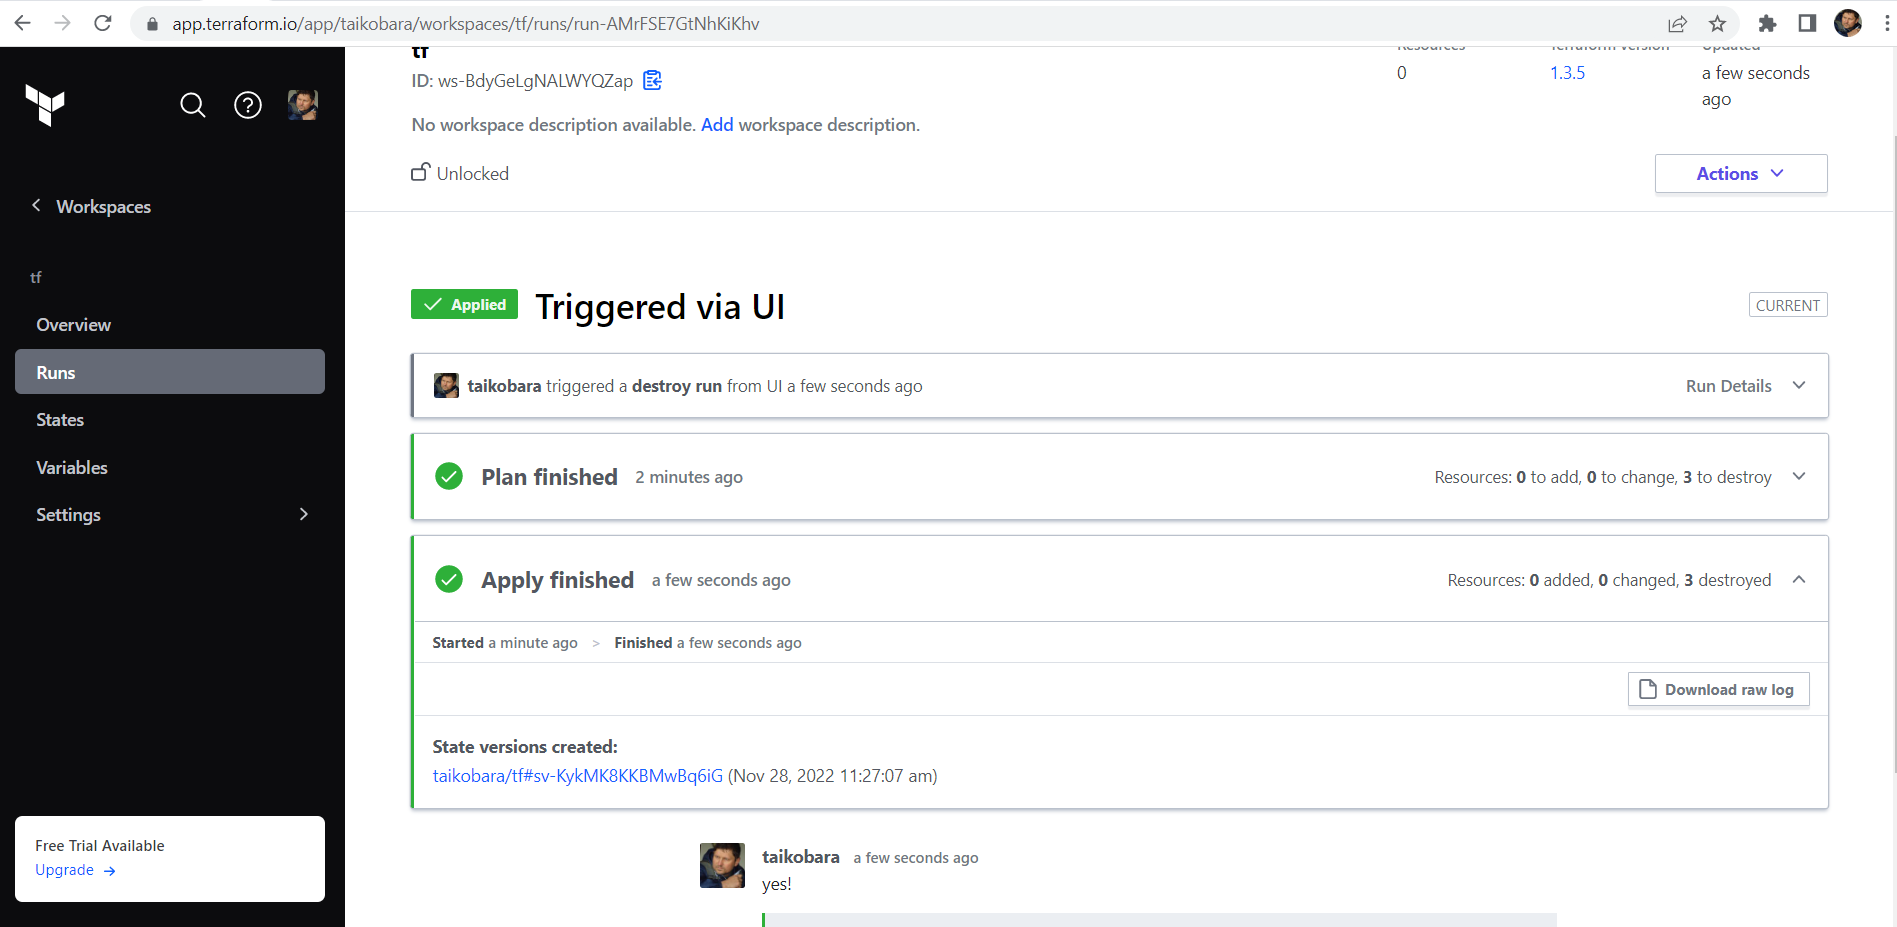 app.terraform.io/app/taikobara/workspaces/tf/runs/run-AMrFSE7GtNhKiKhv
tf
Resources
Terraform version
Updated
ID: ws-BdyGeLgNALWYQZap
0
1.3.5
a few seconds
ago
No workspace description available. Add workspace description.
Unlocked
Actions
Workspaces
tf
Overview
Runs
States
Variables
Settings
Free Trial Available
Upgrade →
Applied
Triggered via UI
CURRENT
taikobara triggered a destroy run from UI a few seconds ago
Run Details
Plan finished 2 minutes ago
Resources: 0 to add, 0 to change, 3 to destroy
Apply finished a few seconds ago
Resources: 0 added, 0 changed, 3 destroyed
Started a minute ago > Finished a few seconds ago
Download raw log
State versions created:
taikobara/tf#sv-KykMK8KKBMwBq6iG (Nov 28, 2022 11:27:07 am)
taikobara a few seconds ago
yes!